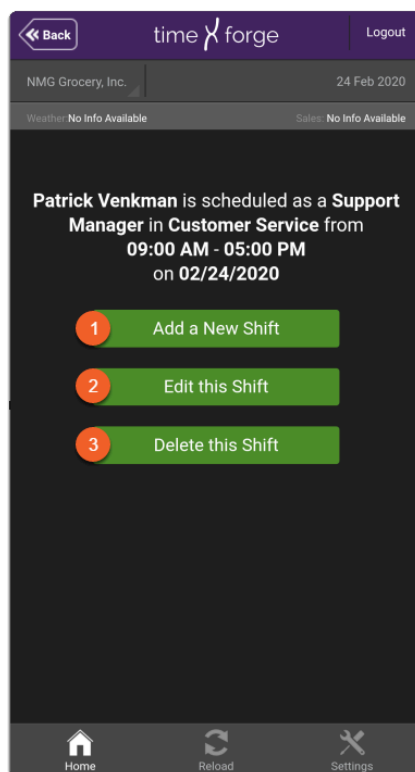 Back
time forge
Logout
NMG Grocery, Inc.
24 Feb 2020
Weather: No Info Available
Sales: No Info Available
Patrick Venkman is scheduled as a Support
Manager in Customer Service from
09:00 AM - 05:00 PM
on 02/24/2020
1 Add a New Shift
2 Edit this Shift
3 Delete this Shift
Home
Reload
Settings